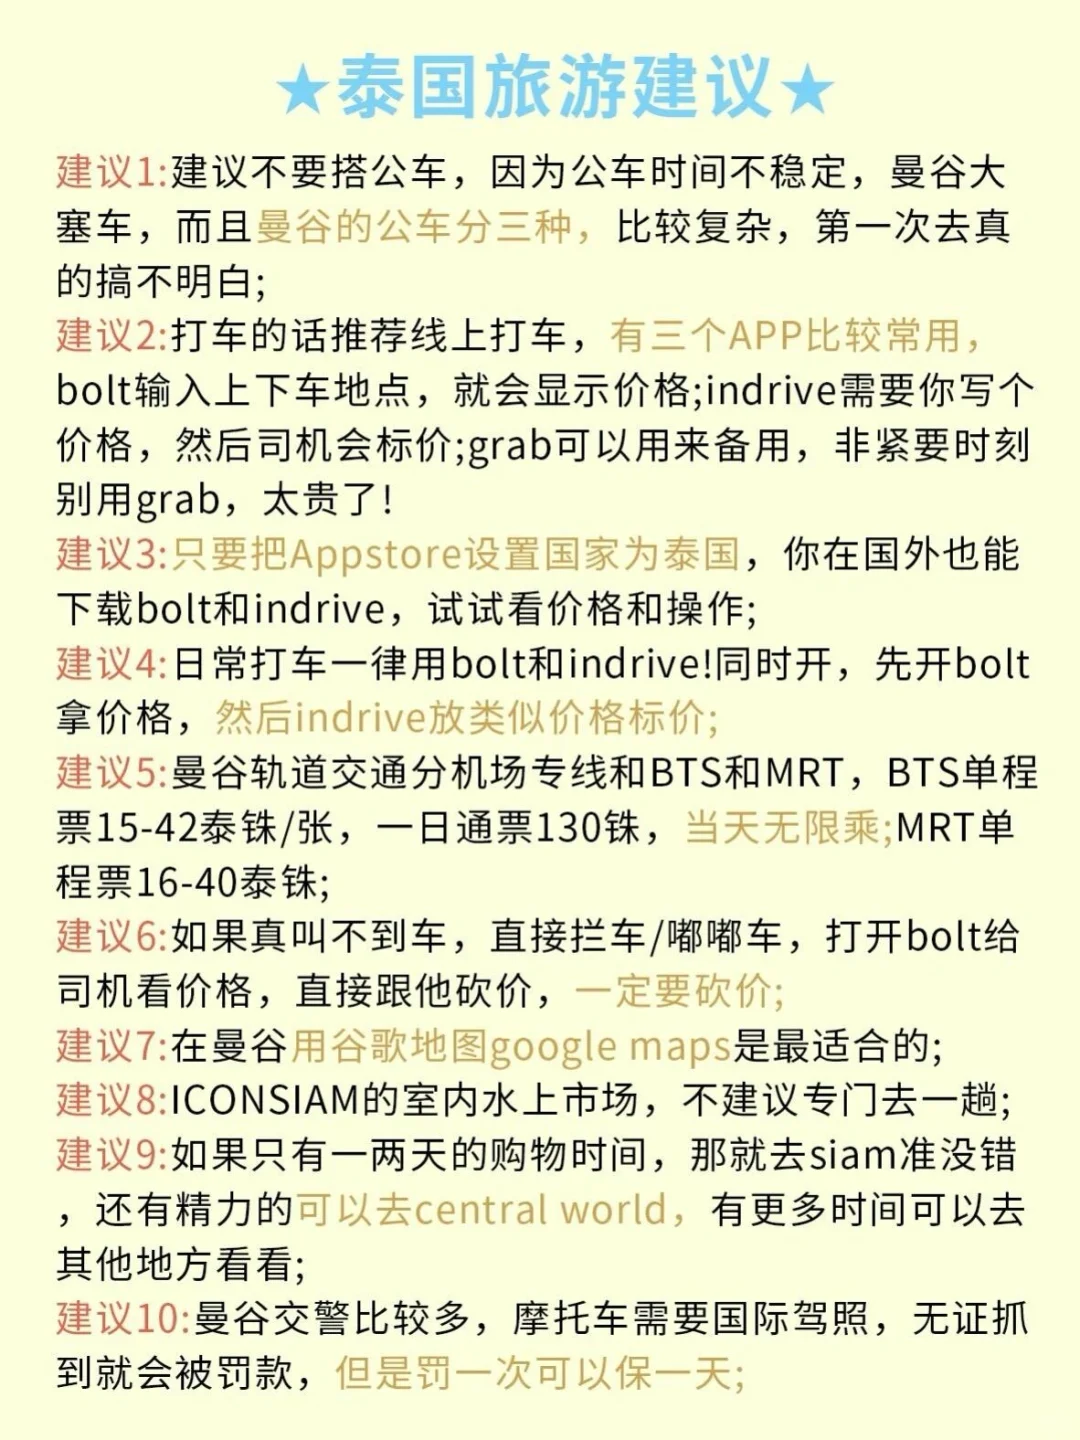 ★泰国旅游建议★
建议1:建议不要搭公车，因为公车时间不稳定，曼谷大
塞车，而且曼谷的公车分三种，比较复杂，第一次去真
的搞不明白;
建议2:打车的话推荐线上打车，有三个APP比较常用，
bolt输入上下车地点，就会显示价格;indrive需要你写个
价格，然后司机会标价;grab可以用来备用，非紧要时刻
别用grab，太贵了!
建议3:只要把Appstore设置国家为泰国，你在国外也能
下载bolt和indrive，试试看价格和操作;
建议4:日常打车一律用bolt和indrive!同时开，先开bolt
拿价格，然后indrive放类似价格标价;
建议5:曼谷轨道交通分机场专线和BTS和MRT，BTS单程
票15-42泰铢/张，一日通票130铢，当天无限乘;MRT单
程票16-40泰铢;
建议6:如果真叫不到车，直接拦车/嘟嘟车，打开bolt给
司机看价格，直接跟他砍价，一定要砍价;
建议7:在曼谷用谷歌地图google maps是最适合的;
建议8:ICONSIAM的室内水上市场，不建议专门去一趟;
建议9:如果只有一两天的购物时间，那就去siam准没错
，还有精力的可以去central world，有更多时间可以去
其他地方看看;
建议10:曼谷交警比较多，摩托车需要国际驾照，无证抓
到就会被罚款，但是罚一次可以保一天;